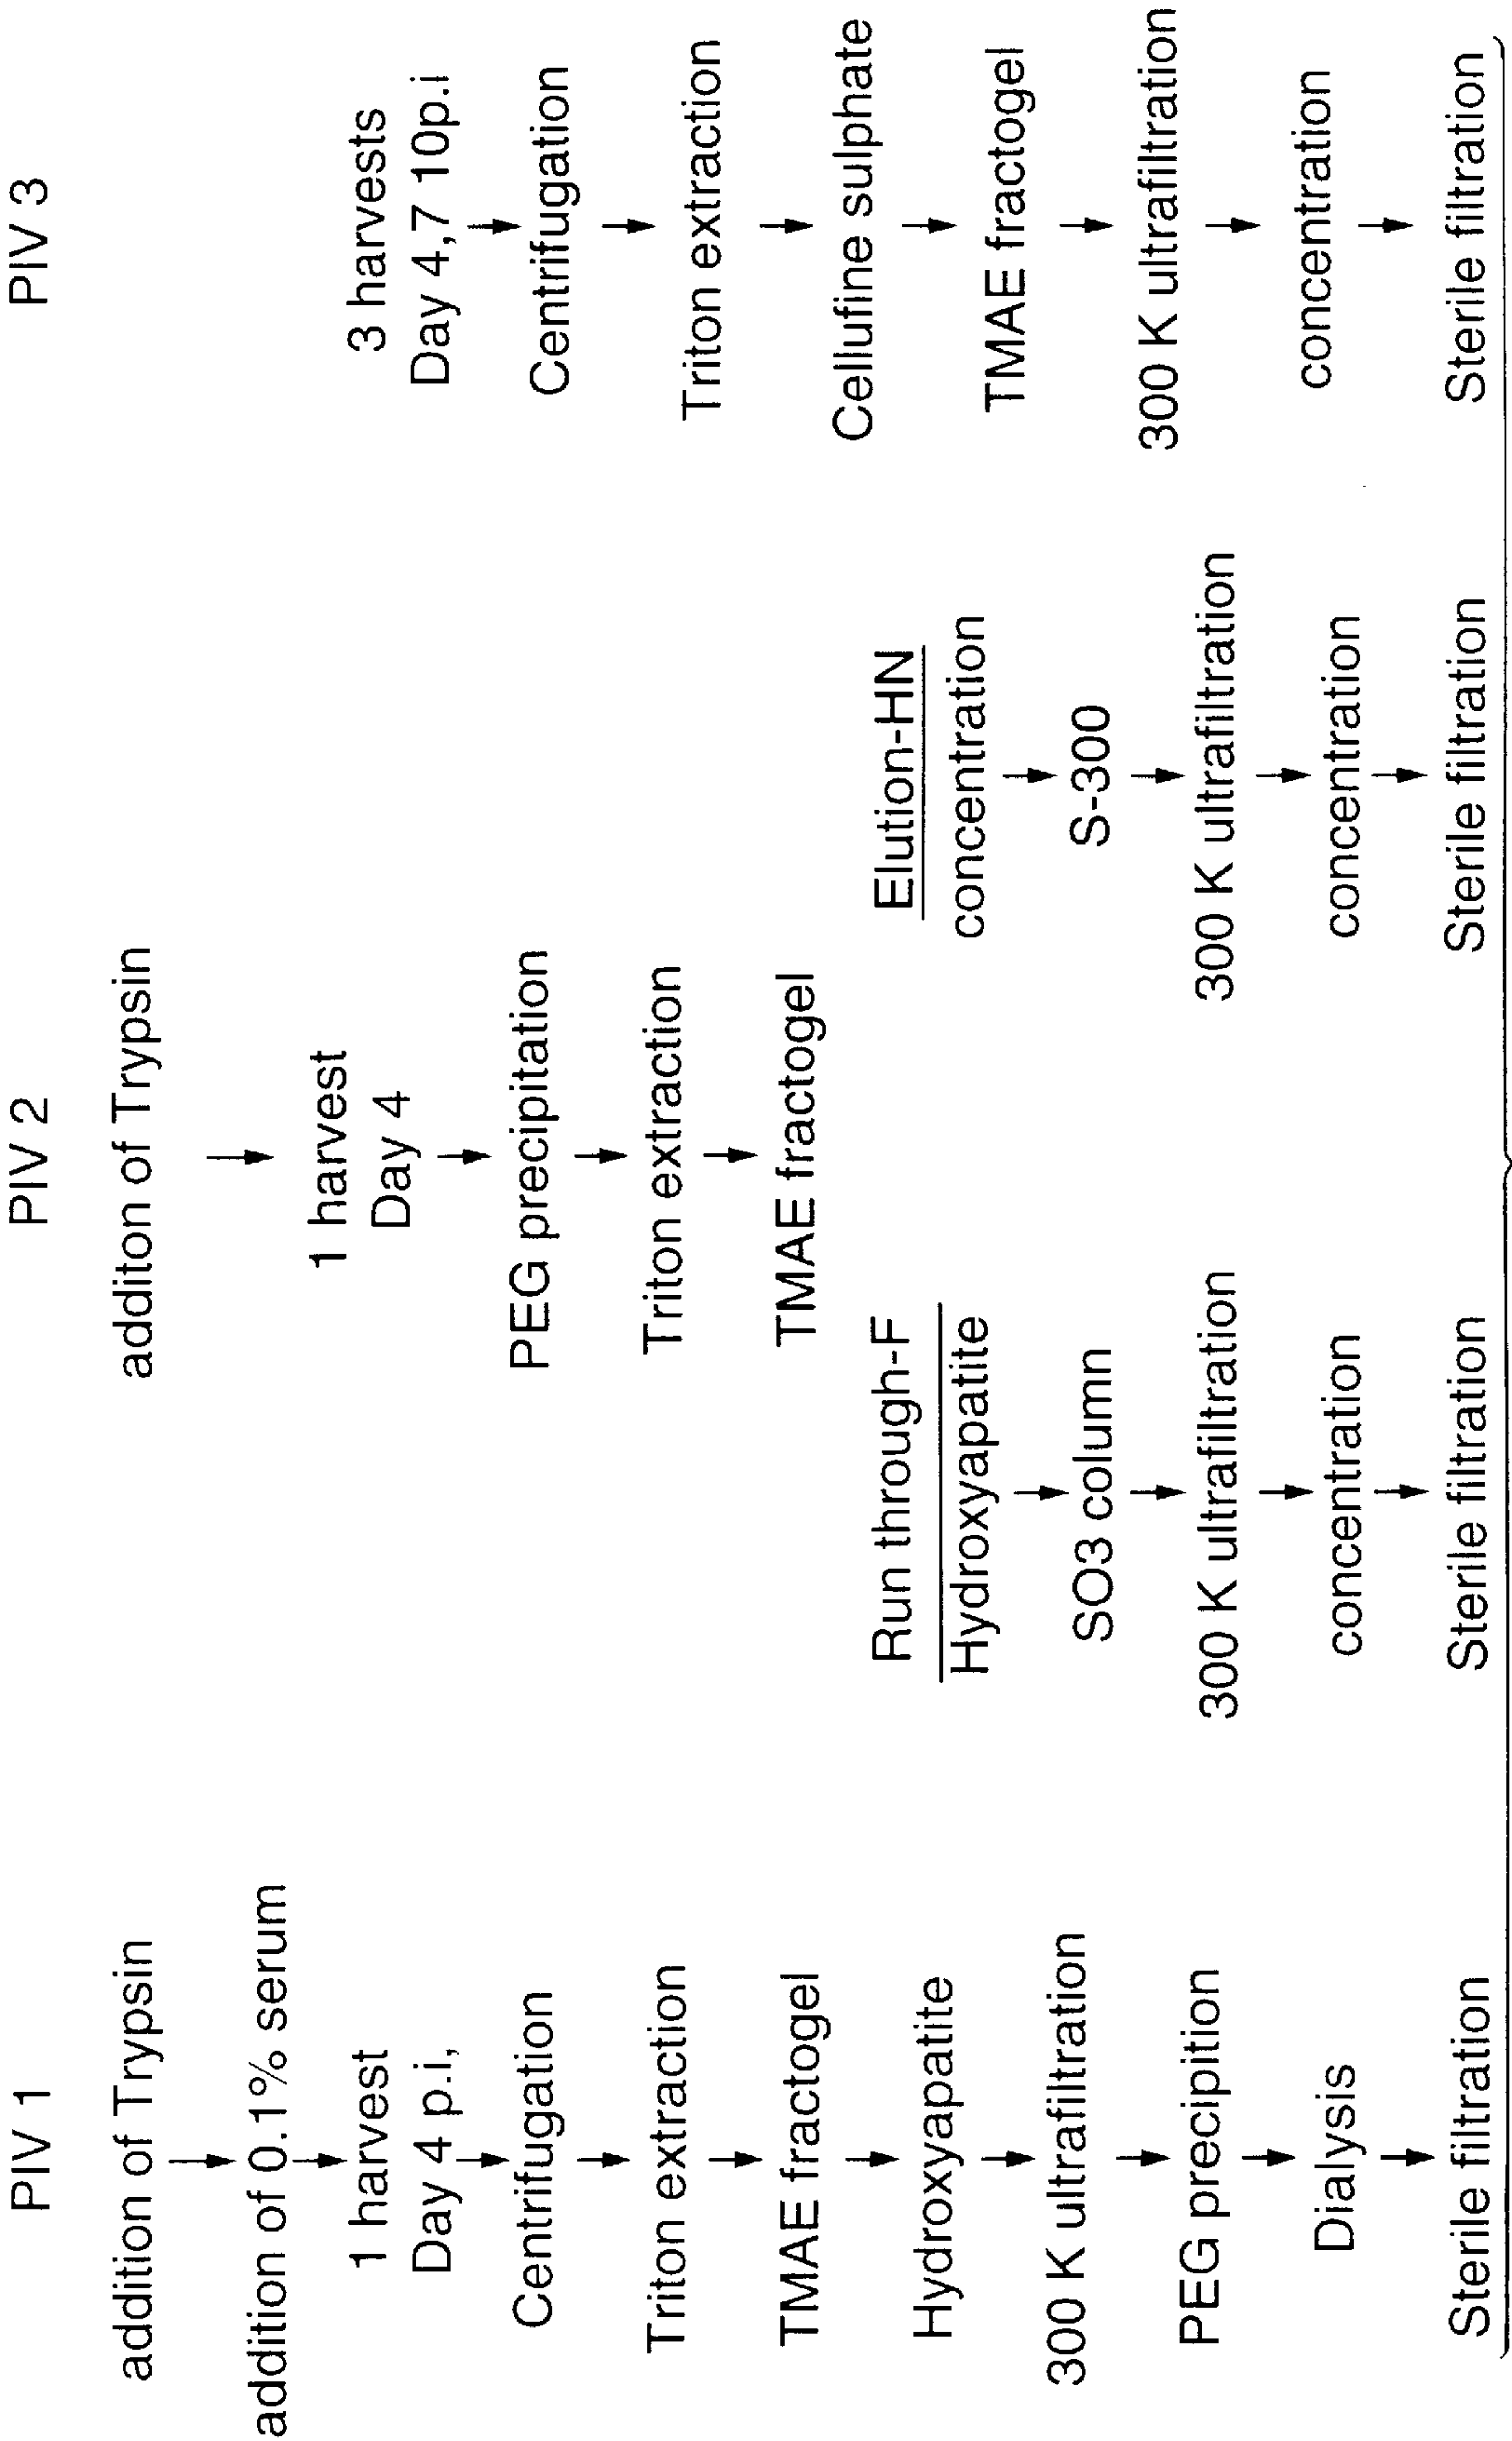 PIV 1
addition of Trypsin
addition of 0.1% serum
1 harvest
Day 4 p.i,
Centrifugation
Triton extraction
TMAE fractogel
Hydroxyapatite
300 K ultrafiltration
PEG precipition
Dialysis
Sterile filtration
PIV 2
additon of Trypsin
1 harvest
Day 4
PEG precipitation
Triton extraction
TMAE fractogel
Run through-F
Hydroxyapatite
SO3 column
300 K ultrafiltration
concentration
Sterile filtration
Elution-HN
concentration
S-300
300 K ultrafiltration
concentration
Sterile filtration
PIV 3
3 harvests
Day 4,7 10p.i
Centrifugation
Triton extraction
Cellufine sulphate
TMAE fractogel
300 K ultrafiltration
concentration
Sterile filtration